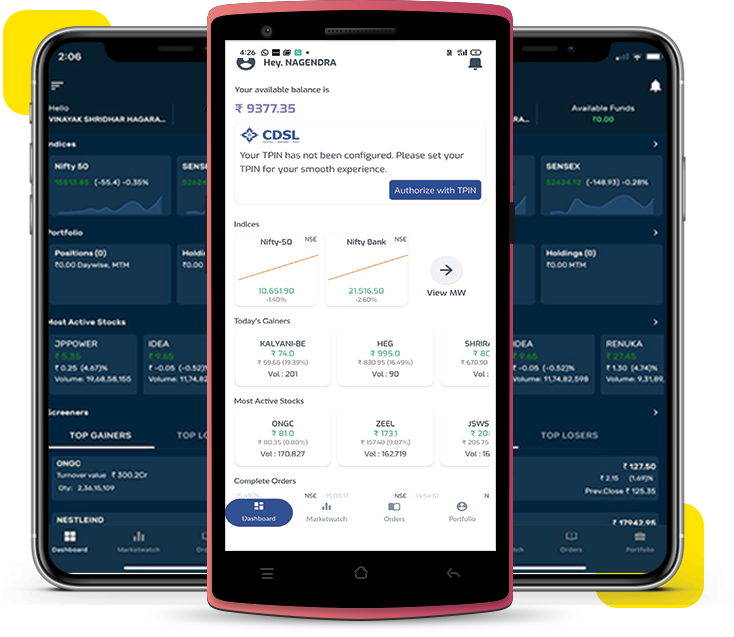 2:06
Hello
VINAYAK SHRIDHAR HAGARA...
Indices
Nifty 50
(-55.4) -0.35%
SENS
Portfolio
Positions (0)
₹0.00 Daywise, MTM
Holdi
₹0.00
Most Active Stocks
JPPOWER
₹ 5.35
₹ 0.25 (4.67)%
Volume: 19,68,58,155
IDEA
₹ 9.65
₹ -0.05 (-0.52)%
Volume: 11,74,82
Screeners
TOP GAINERS
TOP LO
ONGC
Turnover value ₹ 300.2Cr
Qty: 2,36,15,109
NESTLEIND
Dashboard
Marketwatch
4:26
Hey, NAGENDRA
Your available balance is
₹ 9377.35
CDSL
Your TPIN has not been configured. Please set your
TPIN for your smooth experience.
Authorize with TPIN
Indices
Nifty-50 NSE
10,651.90
-1.40%
Nifty Bank NSE
21,516.50
-2.60%
View MW
Today's Gainers
KALYANI-BE
₹ 74.0
₹ 59.65 (19.39%)
Vol : 201
HEG
₹ 995.0
₹ 830.95 (16.49%)
Vol : 90
SHRIRA
₹ 80
₹ 670.90
Vol :
Most Active Stocks
ONGC
₹ 81.0
₹ 80.35 (0.80%)
Vol : 170,827
ZEEL
₹ 173.1
₹ 157.40 (9.07%)
Vol : 162,719
JSWS
₹ 20
₹ 206.75
Vol : 16
Complete Orders
NSE
NSE
Dashboard
Marketwatch
Orders
Portfolio
RA...
Available Funds
₹0.00
SENSEX
52624.12 (-148.93) -0.28%
Holdings (0)
₹0.00 MTM
IDEA
₹ 9.65
₹ -0.05 (-0.52)%
Volume: 11,74,82,598
RENUKA
₹ 27.45
₹ 1.30 (4.74)%
Volume: 9,31,89,
TOP LOSERS
₹ 127.50
₹ 2.15 (1.69)%
Prev.Close ₹ 125.35
₹ 17942.95
Orders
Portfolio